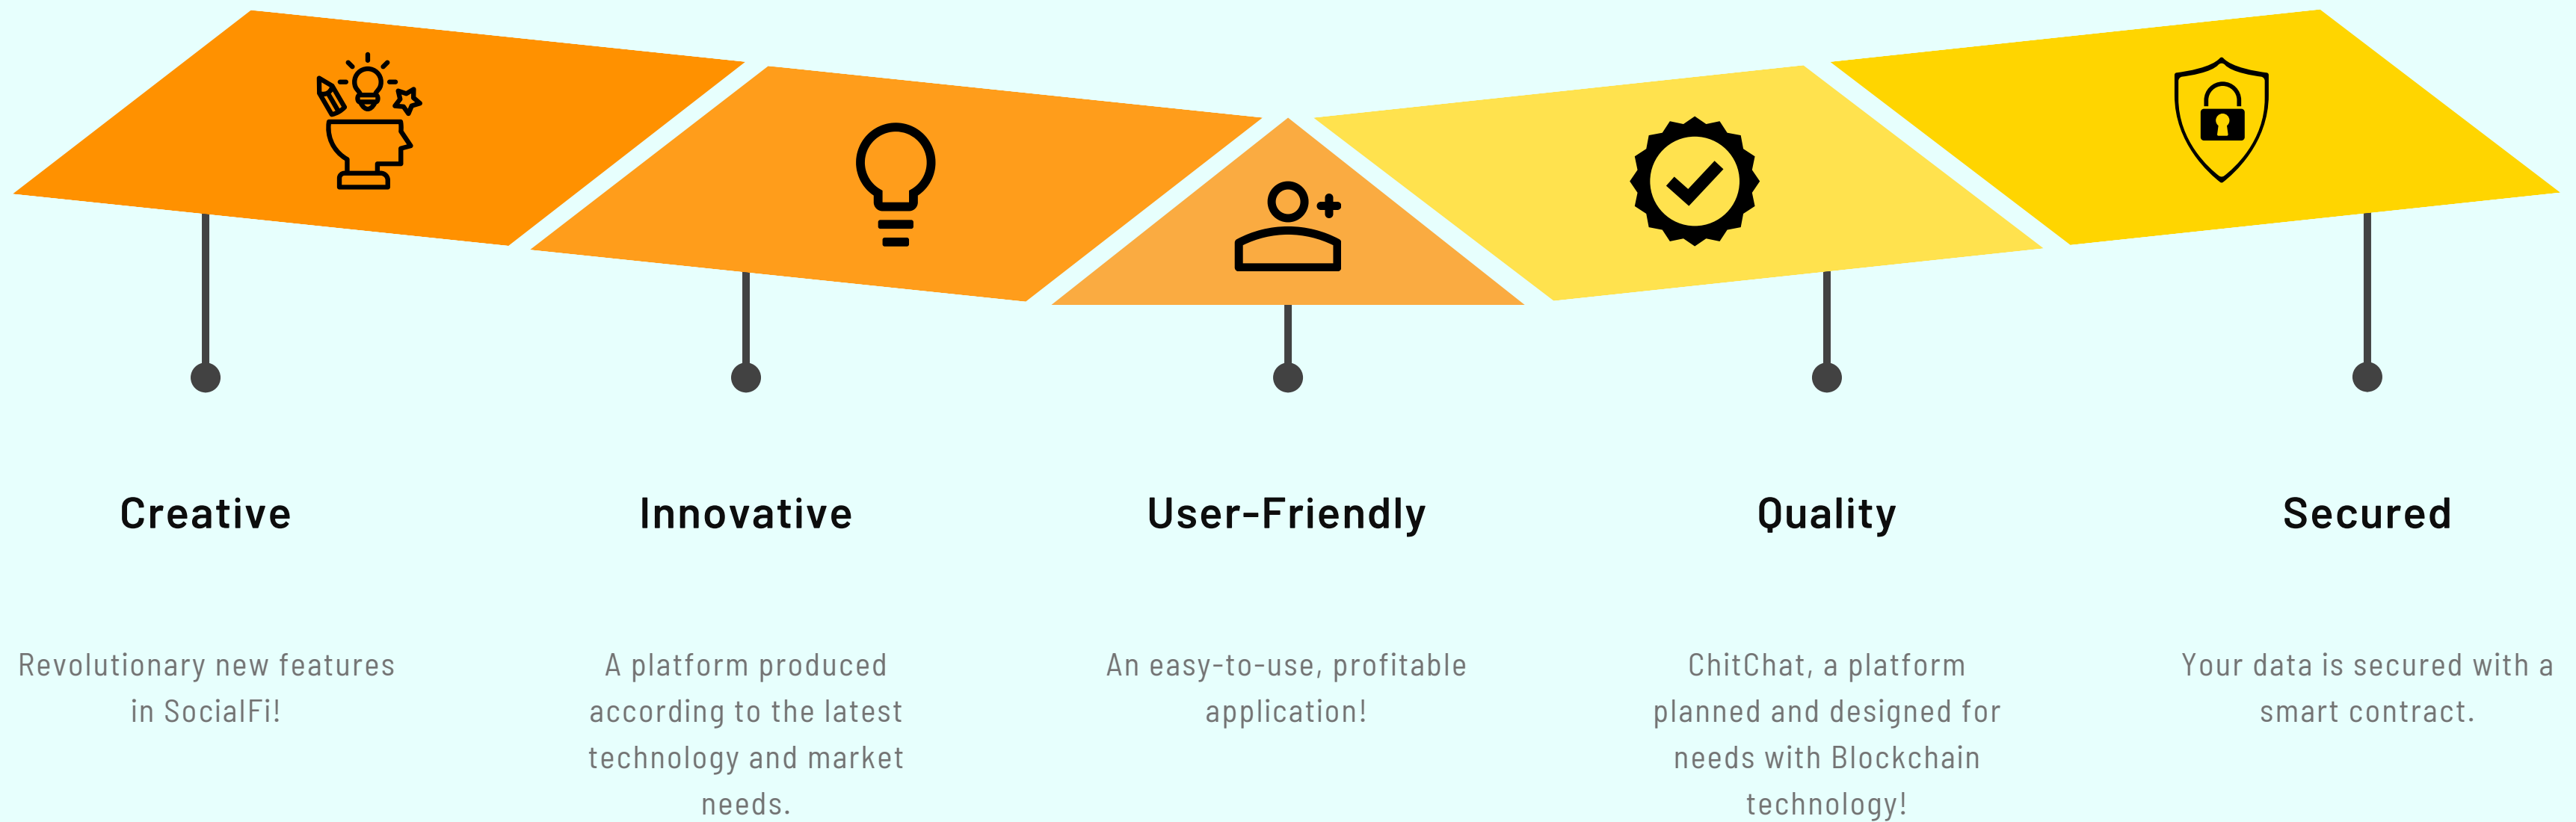 Creative
Revolutionary new features
in SocialFi!
Innovative
A platform produced
according to the latest
technology and market
needs.
User-Friendly
An easy-to-use, profitable
application!
Quality
ChitChat, a platform
planned and designed for
needs with Blockchain
technology!
Secured
Your data is secured with a
smart contract.